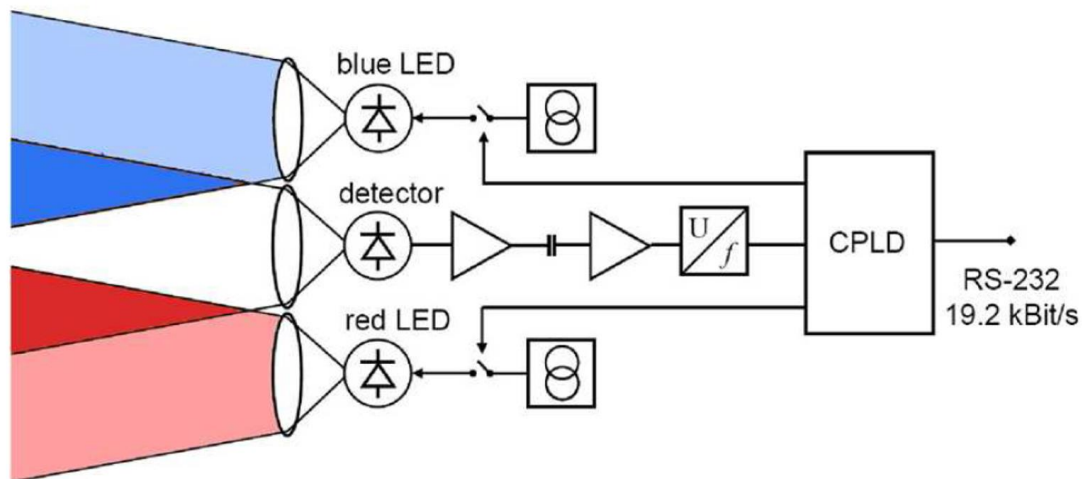 blue LED
detector
U
f
CPLD
RS-232
19.2 kBit/s
red LED